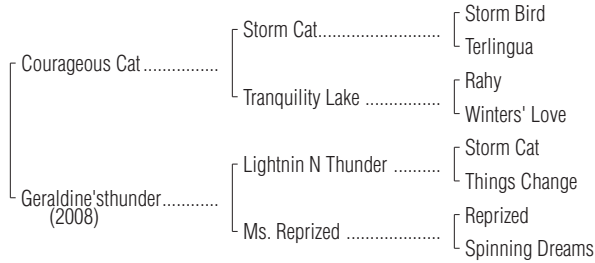 Storm Bird
Storm Cat........................
Terlingua
Courageous Cat ...............
Rahy
Tranquility Lake ...............
Winters' Love
Storm Cat
Lightnin N Thunder ..........
Things Change
Geraldine'sthunder...........
(2008)
Reprized
Ms. Reprized ...................
Spinning Dreams